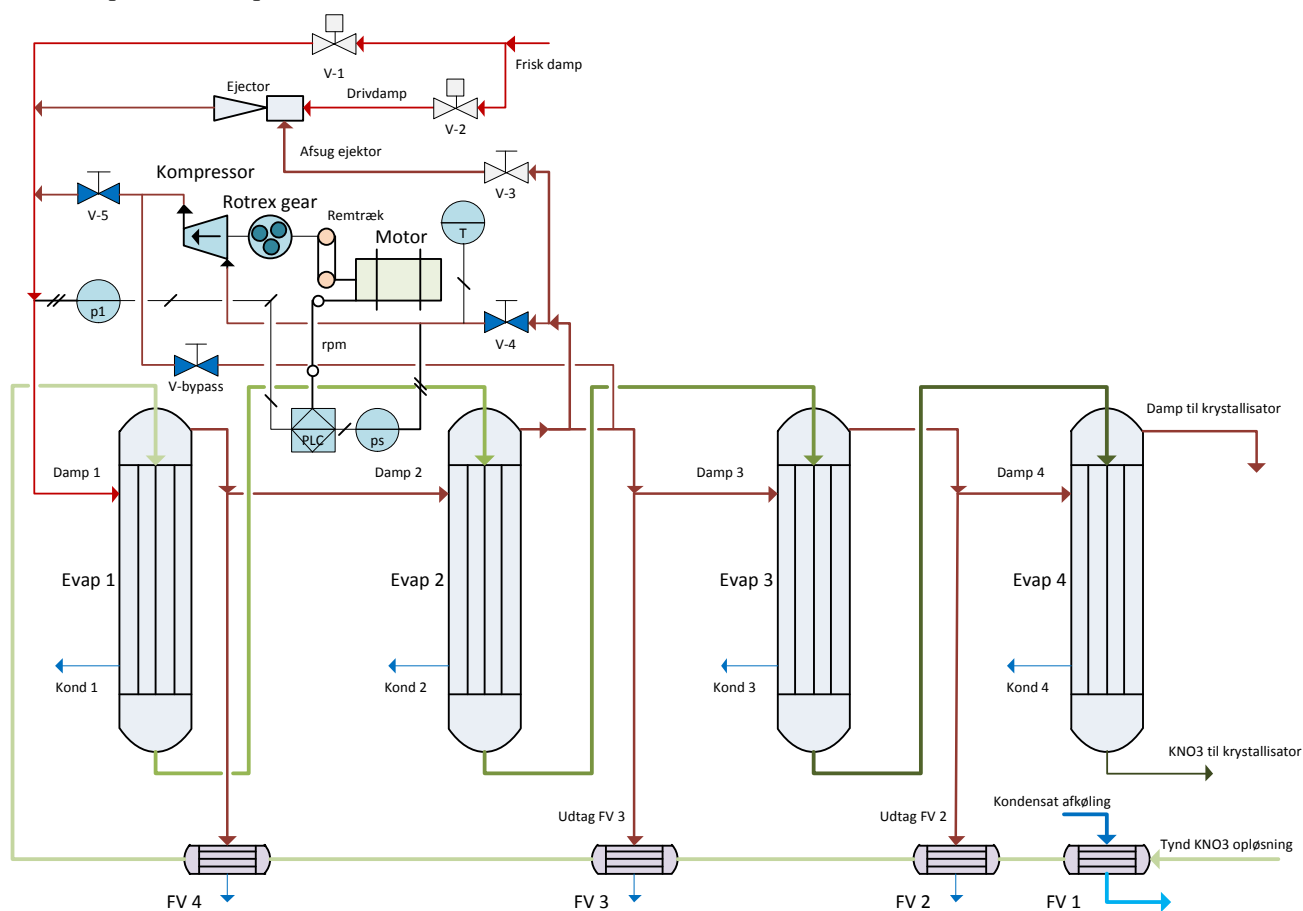 Frisk damp
V-1
Ejector
Drivdamp
V-2
Afsug ejektor
V-3
Kompressor
Rotrex gear
Remtræk
Motor
T
V-5
p1
V-4
rpm
V-bypass
PLC
ps
Damp til krystallisator
Damp 1
Damp 2
Damp 3
Damp 4
Evap 1
Evap 2
Evap 3
Evap 4
Kond 1
Kond 2
Kond 3
Kond 4
KNO3 til krystallisator
Kondensat afkøling
Udtag FV 3
Udtag FV 2
Tynd KNO3 opløsning
FV 4
FV 3
FV 2
FV 1